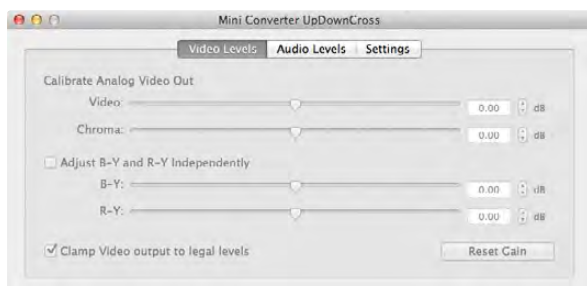 Mini Converter UpDownCross
Video Levels Audio Levels Settings
Calibrate Analog Video Out
Video: 0.00 dB
Chroma: 0.00 dB
Adjust B-Y and R-Y Independently
B-Y: 0.00 dB
R-Y: 0.00 dB
Clamp Video output to legal levels Reset Gain